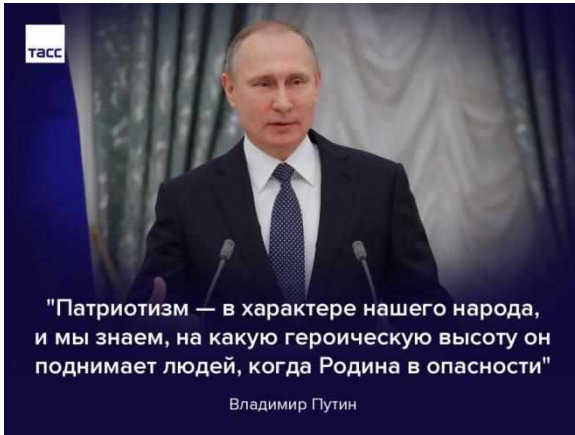 ТАСС
"Патриотизм — в характере нашего народа,
и мы знаем, на какую героическую высоту он
поднимает людей, когда Родина в опасности"
Владимир Путин